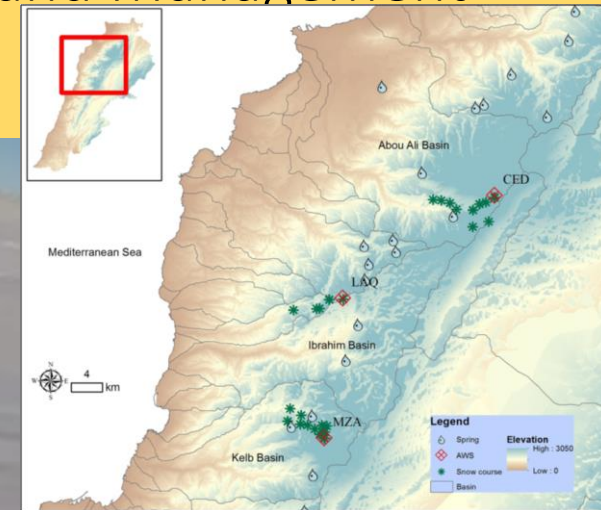 Abou Ali Basin
CED
Mediterranean Sea
LAQ
Ibrahim Basin
N
W E
S
4
km
MZA
Kelb Basin
Legend
Spring
AWS
Snow course
Basin
Elevation
High : 3050
Low : 0